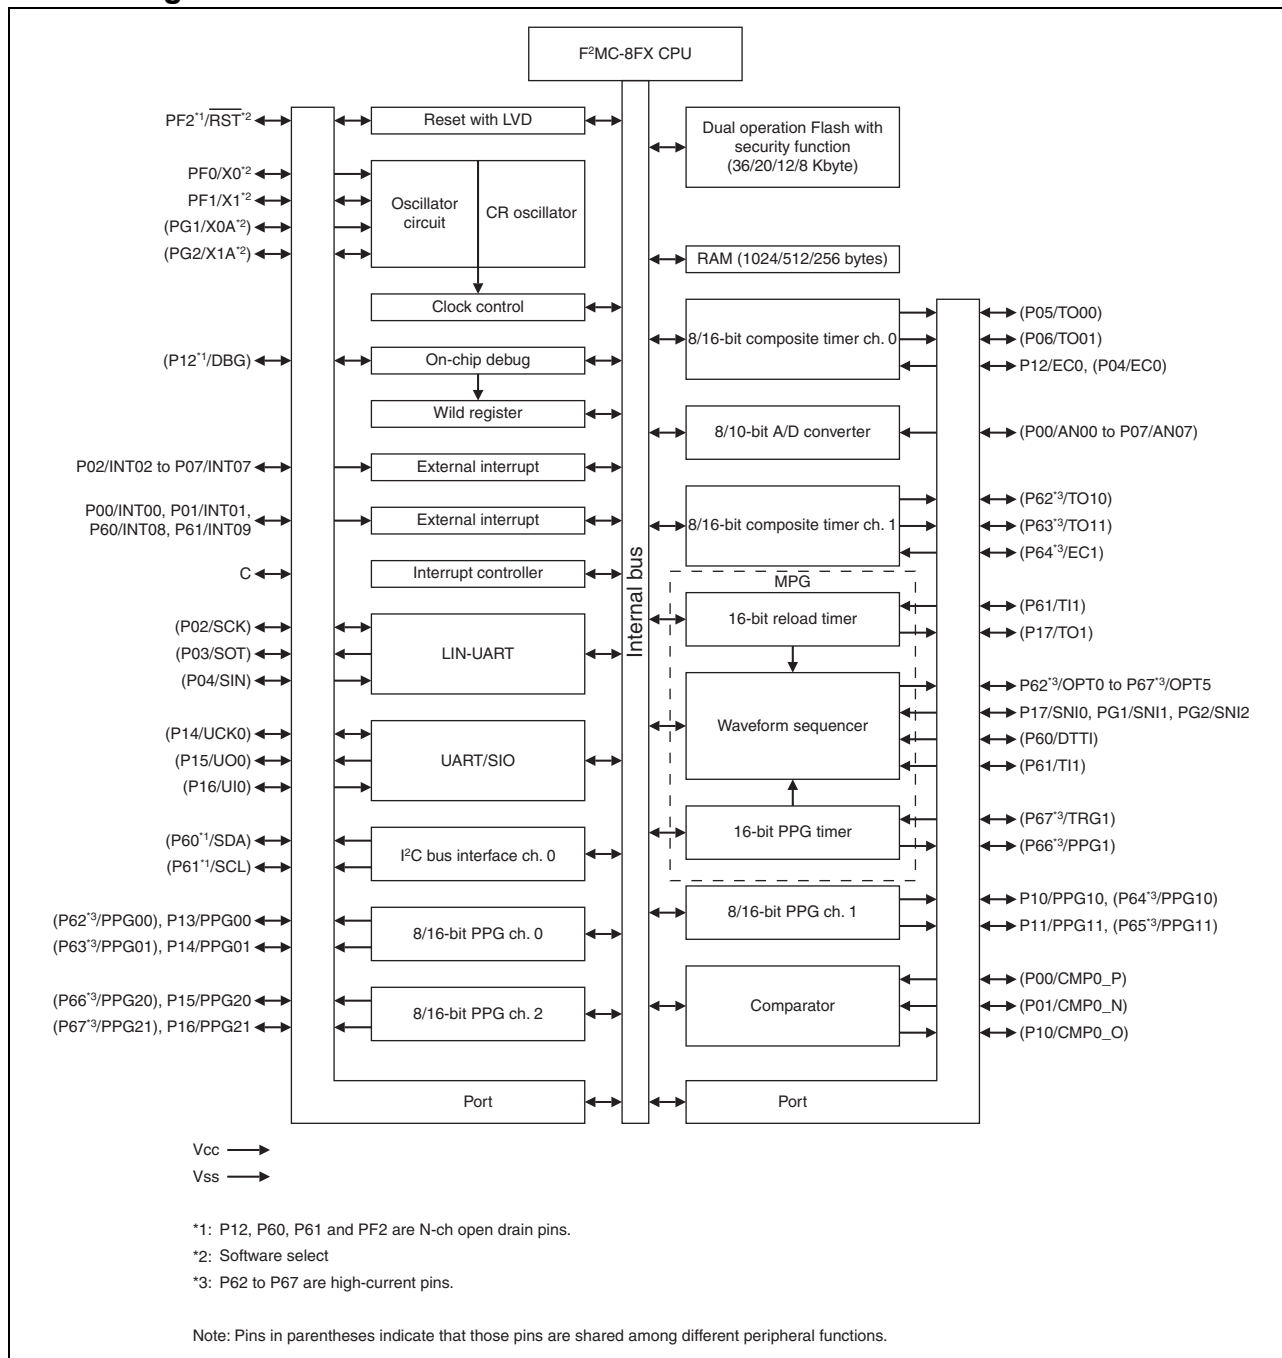 F²MC-8FX CPU
PF2*1/RST*2
PF0/X0*2
PF1/X1*2
(PG1/X0A*2)
(PG2/X1A*2)
(P12*1/DBG)
P02/INT02 to P07/INT07
P00/INT00, P01/INT01,
P60/INT08, P61/INT09
C
(P02/SCK)
(P03/SOT)
(P04/SIN)
(P14/UCK0)
(P15/UO0)
(P16/UI0)
(P60*1/SDA)
(P61*1/SCL)
(P62*3/PPG00), P13/PPG00
(P63*3/PPG01), P14/PPG01
(P66*3/PPG20), P15/PPG20
(P67*3/PPG21), P16/PPG21
Reset with LVD
Oscillator
circuit
CR oscillator
Clock control
On-chip debug
Wild register
External interrupt
External interrupt
Interrupt controller
LIN-UART
UART/SIO
I²C bus interface ch. 0
8/16-bit PPG ch. 0
8/16-bit PPG ch. 2
Port
Internal bus
Dual operation Flash with
security function
(36/20/12/8 Kbyte)
RAM (1024/512/256 bytes)
8/16-bit composite timer ch. 0
8/10-bit A/D converter
8/16-bit composite timer ch. 1
MPG
16-bit reload timer
Waveform sequencer
16-bit PPG timer
8/16-bit PPG ch. 1
Comparator
Port
(P05/TO00)
(P06/TO01)
P12/EC0, (P04/EC0)
(P00/AN00 to P07/AN07)
(P62*3/TO10)
(P63*3/TO11)
(P64*3/EC1)
(P61/TI1)
(P17/TO1)
P62*3/OPT0 to P67*3/OPT5
P17/SNI0, PG1/SNI1, PG2/SNI2
(P60/DTTI)
(P61/TI1)
(P67*3/TRG1)
(P66*3/PPG1)
P10/PPG10, (P64*3/PPG10)
P11/PPG11, (P65*3/PPG11)
(P00/CMP0_P)
(P01/CMP0_N)
(P10/CMP0_O)
Vcc
Vss
*1: P12, P60, P61 and PF2 are N-ch open drain pins.
*2: Software select
*3: P62 to P67 are high-current pins.
Note: Pins in parentheses indicate that those pins are shared among different peripheral functions.